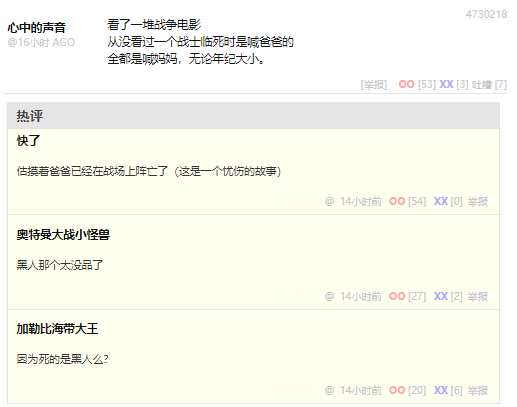 4730218
心中的声音
@16小时 AGO
看了一堆战争电影
从没看过一个战士临死时是喊爸爸的
全都是喊妈妈，无论年纪大小。
[举报] OO [53] XX [3] 吐槽 [7]
热评
快了
估摸着爸爸已经在战场上阵亡了（这是一个忧伤的故事）
@ 14小时前 OO [54] XX [0] 举报
奥特曼大战小怪兽
黑人那个太没品了
@ 14小时前 OO [27] XX [2] 举报
加勒比海带大王
因为死的是黑人么?
@ 14小时前 OO [20] XX [6] 举报